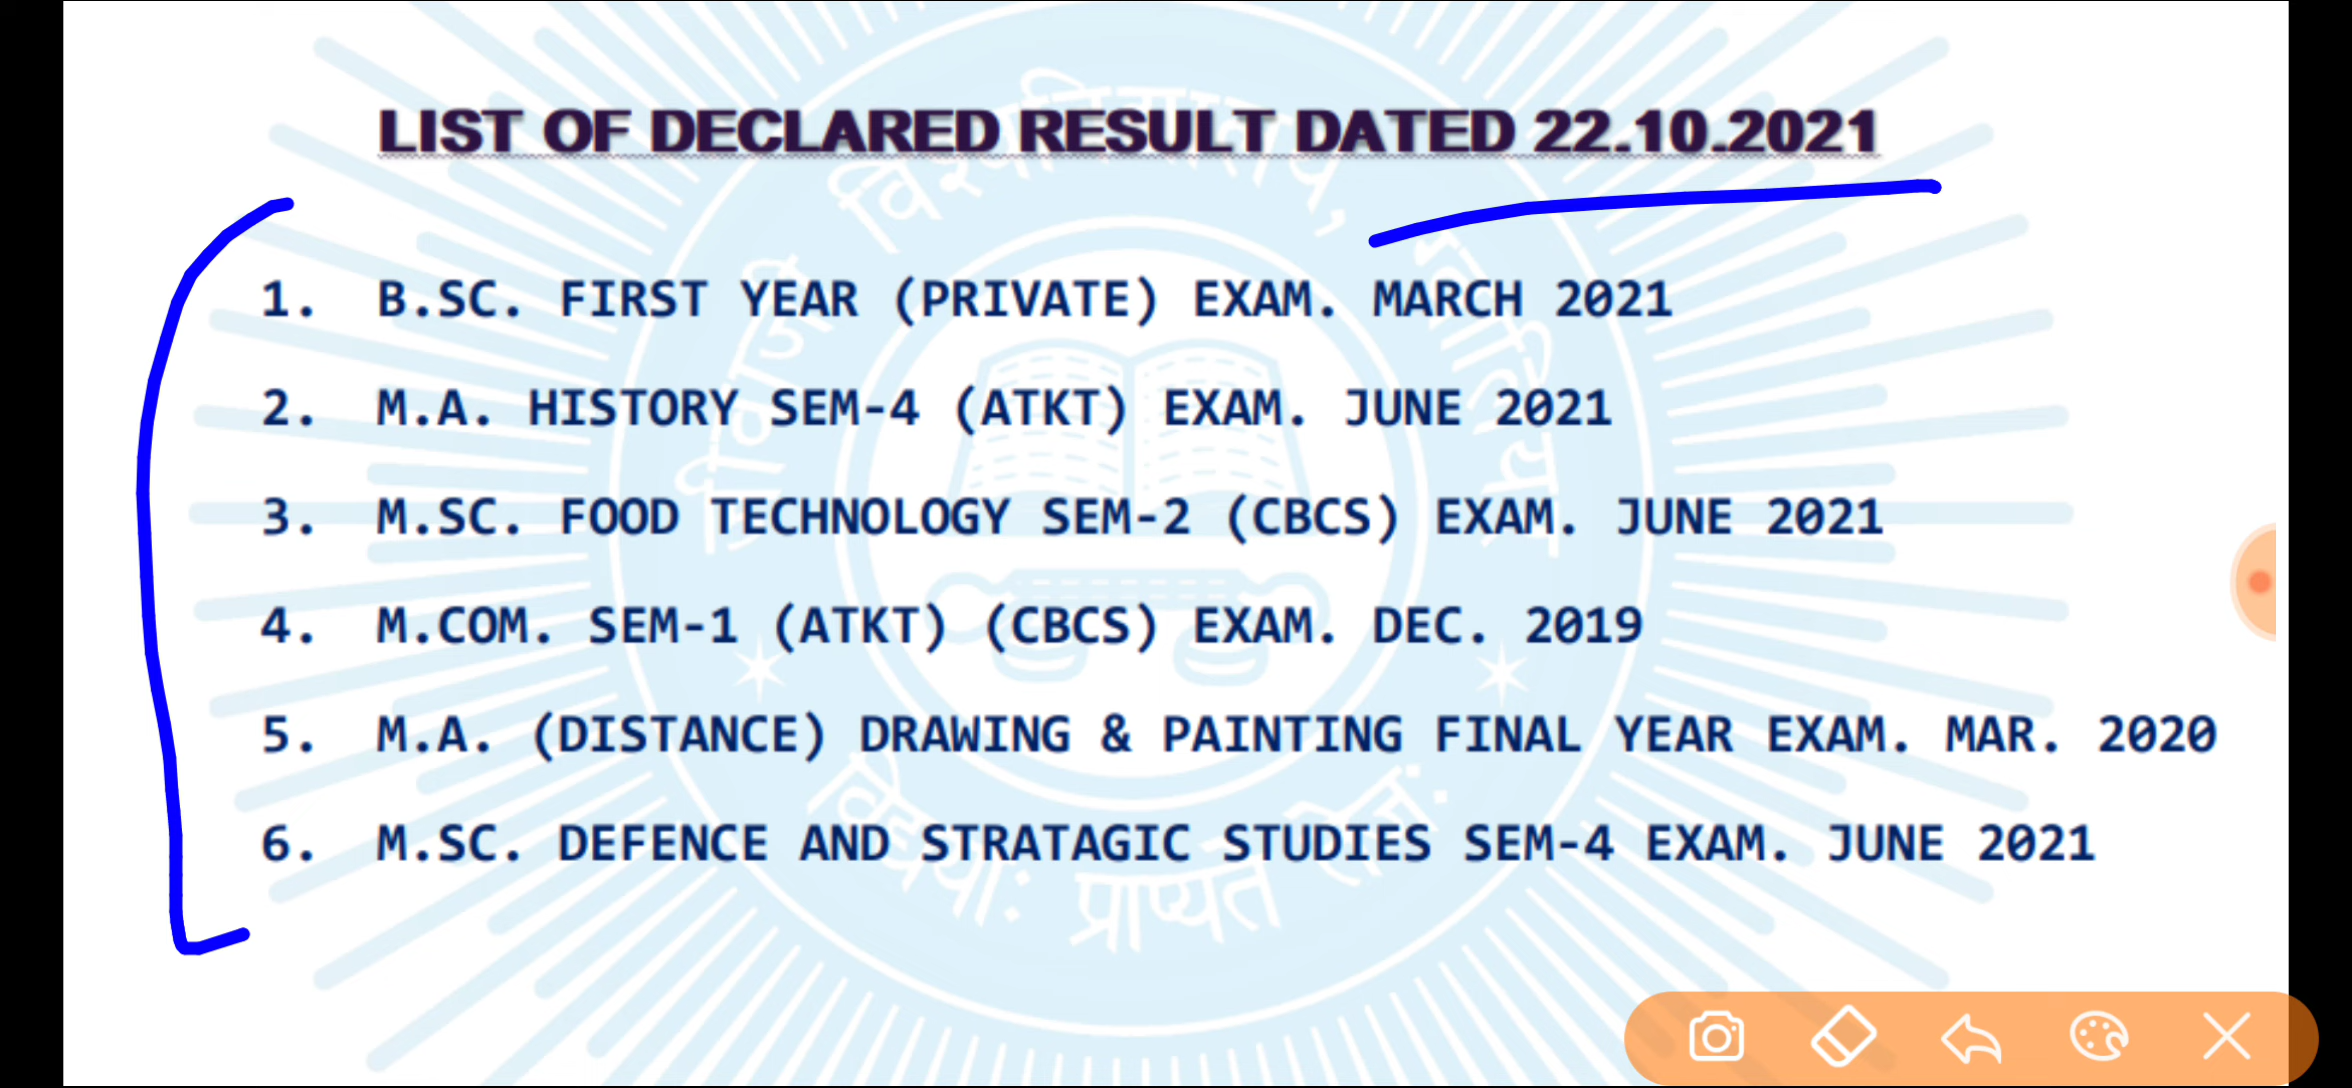 LIST OF DECLARED RESULT DATED 22.10.2021
1. B.SC. FIRST YEAR (PRIVATE) EXAM. MARCH 2021
2. M.A. HISTORY SEM-4 (ATKT) EXAM. JUNE 2021
3. M.SC. FOOD TECHNOLOGY SEM-2 (CBCS) EXAM. JUNE 2021
4. M.COM. SEM-1 (ATKT) (CBCS) EXAM. DEC. 2019
5. M.A. (DISTANCE) DRAWING & PAINTING FINAL YEAR EXAM. MAR. 2020
6. M.SC. DEFENCE AND STRATAGIC STUDIES SEM-4 EXAM. JUNE 2021